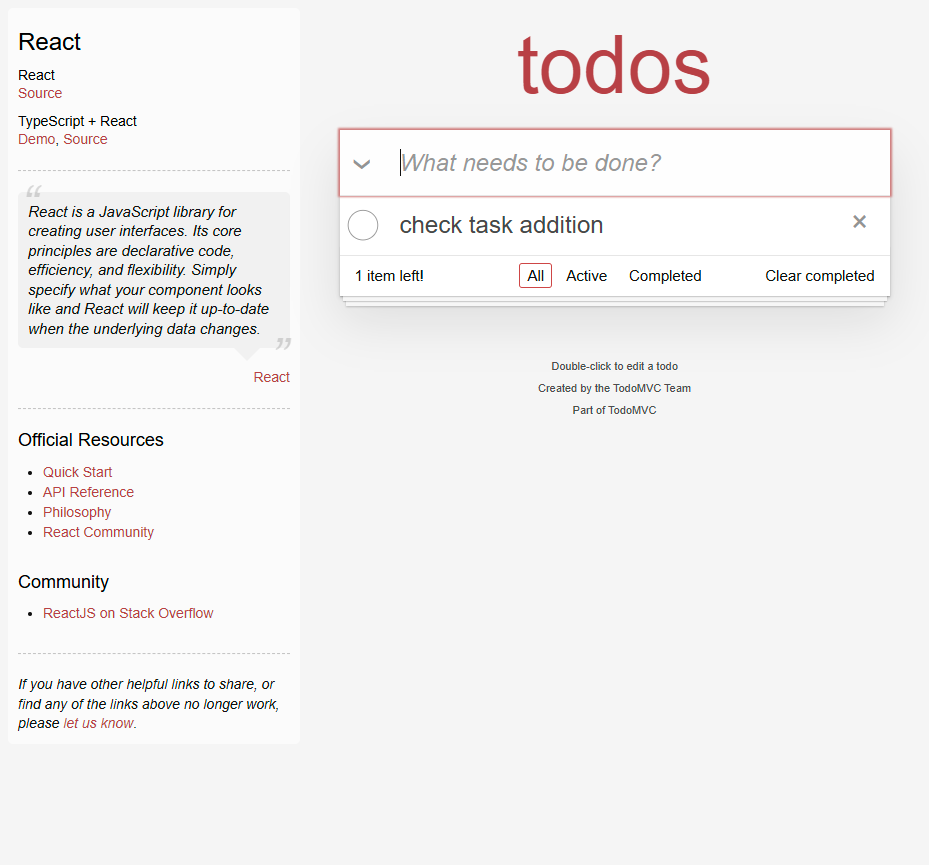 React
React
Source
TypeScript + React
Demo, Source
“
React is a JavaScript library for
creating user interfaces. Its core
principles are declarative code,
efficiency, and flexibility. Simply
specify what your component looks
like and React will keep it up-to-date
when the underlying data changes.
”
React
Official Resources
• Quick Start
• API Reference
• Philosophy
• React Community
Community
• ReactJS on Stack Overflow
If you have other helpful links to share, or
find any of the links above no longer work,
please let us know.
todos
What needs to be done?
check task addition ×
1 item left! All Active Completed Clear completed
Double-click to edit a todo
Created by the TodoMVC Team
Part of TodoMVC